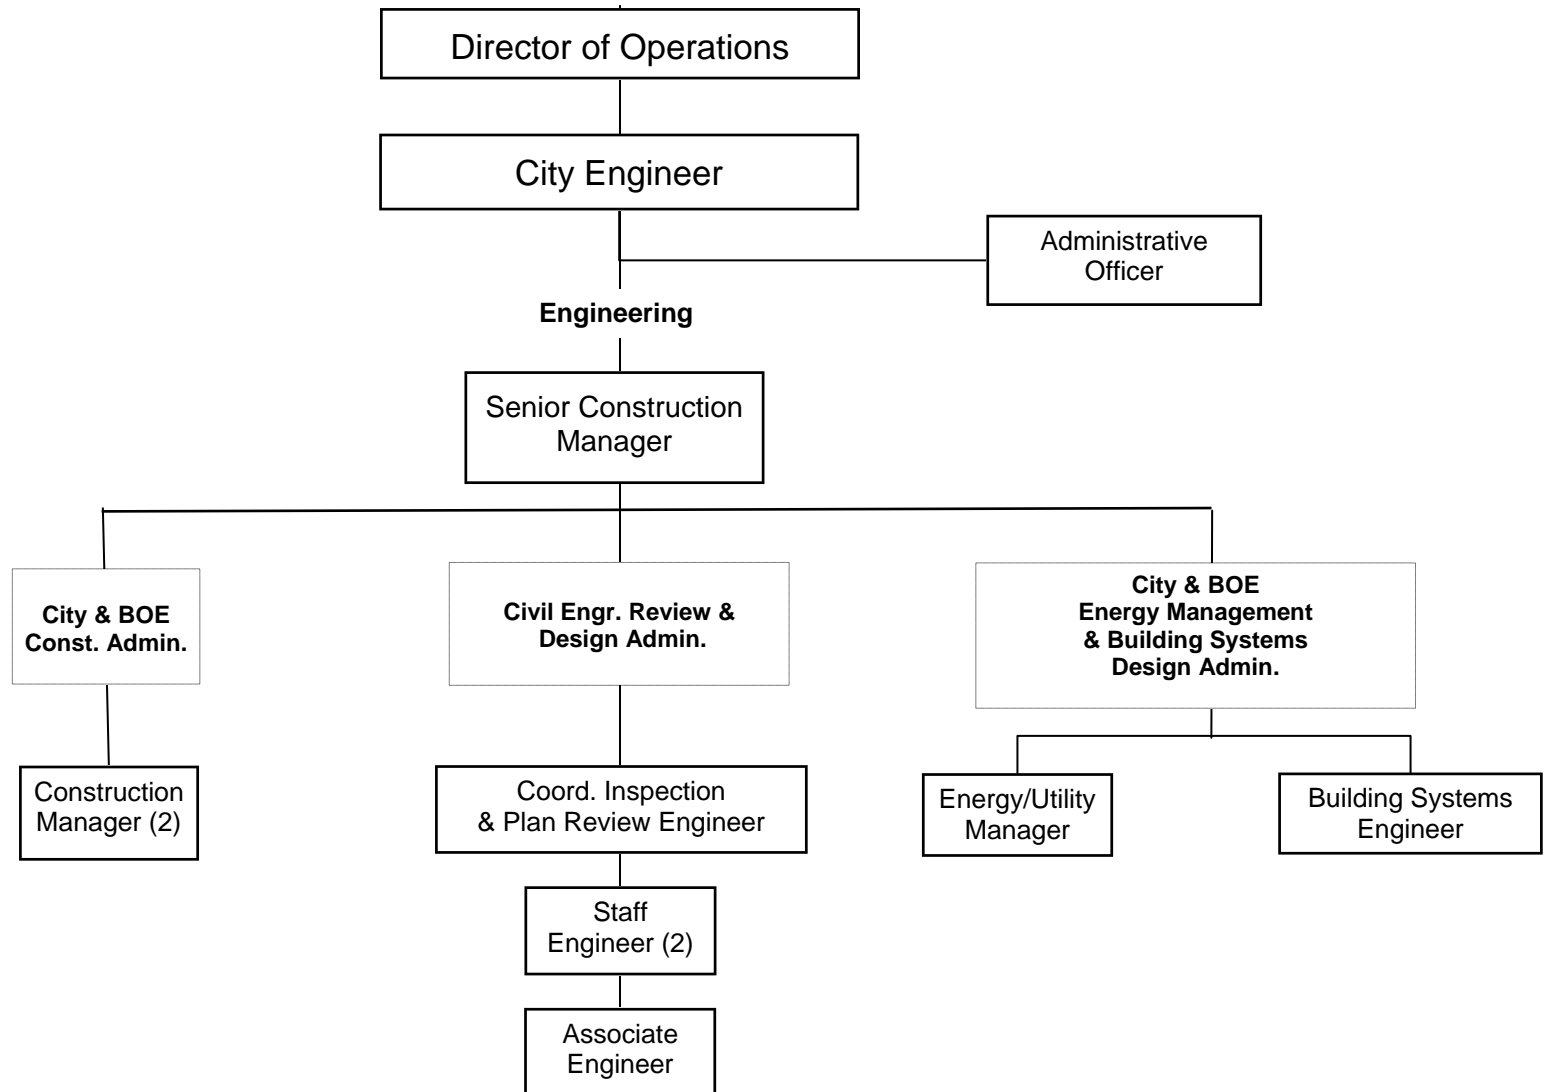 Director of Operations
City Engineer
Administrative
Officer
Engineering
Senior Construction
Manager
City & BOE
Const. Admin.
Civil Engr. Review &
Design Admin.
City & BOE
Energy Management
& Building Systems
Design Admin.
Construction
Manager (2)
Coord. Inspection
& Plan Review Engineer
Energy/Utility
Manager
Building Systems
Engineer
Staff
Engineer (2)
Associate
Engineer